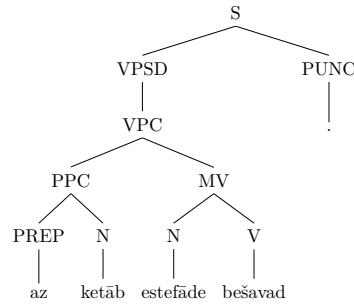 S
VPSD PUNC
VPC .
PPC MV
PREP N N V
az ketāb estefāde bešavad